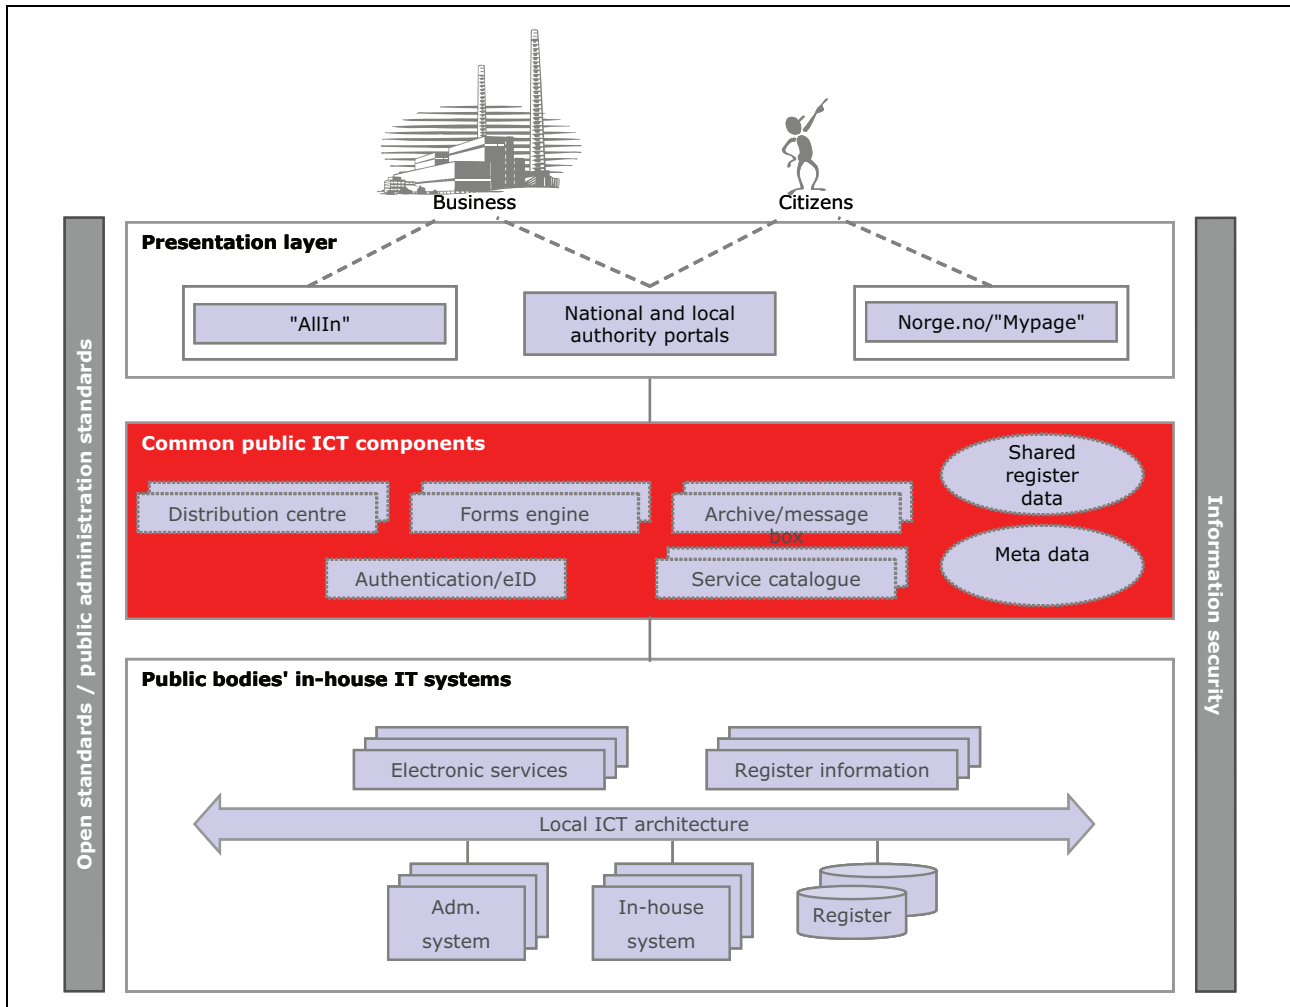 Business
Citizens
Presentation layer
"AllIn"
National and local
authority portals
Norge.no/"Mypage"
Common public ICT components
Distribution centre
Forms engine
Archive/message
box
Shared
register
data
Authentication/eID
Service catalogue
Meta data
Public bodies' in-house IT systems
Electronic services
Register information
Local ICT architecture
Adm.
system
In-house
system
Register
Open standards / public administration standards
Information security